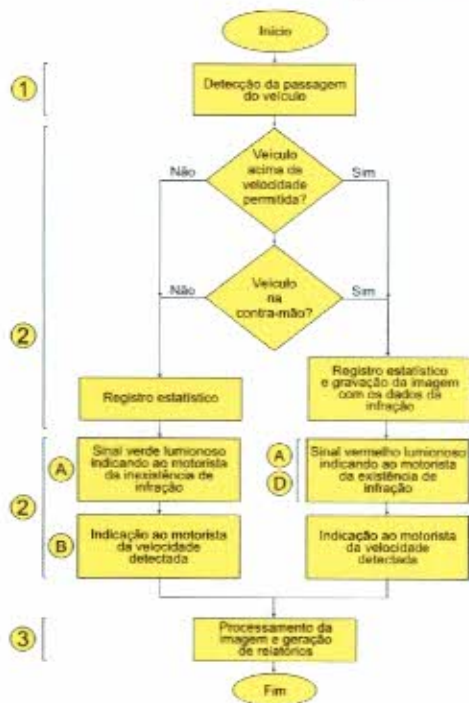 Início
1
Detecção da passagem
do veículo
Veículo
acima da
velocidade
permitida?
Não
Sim
Veículo
na
contra-mão?
Não
Sim
2
Registro estatístico
Registro estatístico
e gravação da imagem
com os dados da
infração
2
A
Sinal verde lumionoso
indicando ao motorista
da inexistência de
infração
A
D
Sinal vermelho lumionoso
indicando ao motorista
da existência de
infração
B
Indicação ao motorista
da velocidade
detectada
Indicação ao motorista
da velocidade
detectada
3
Processamento da
imagem e geração
de relatórios
Fim